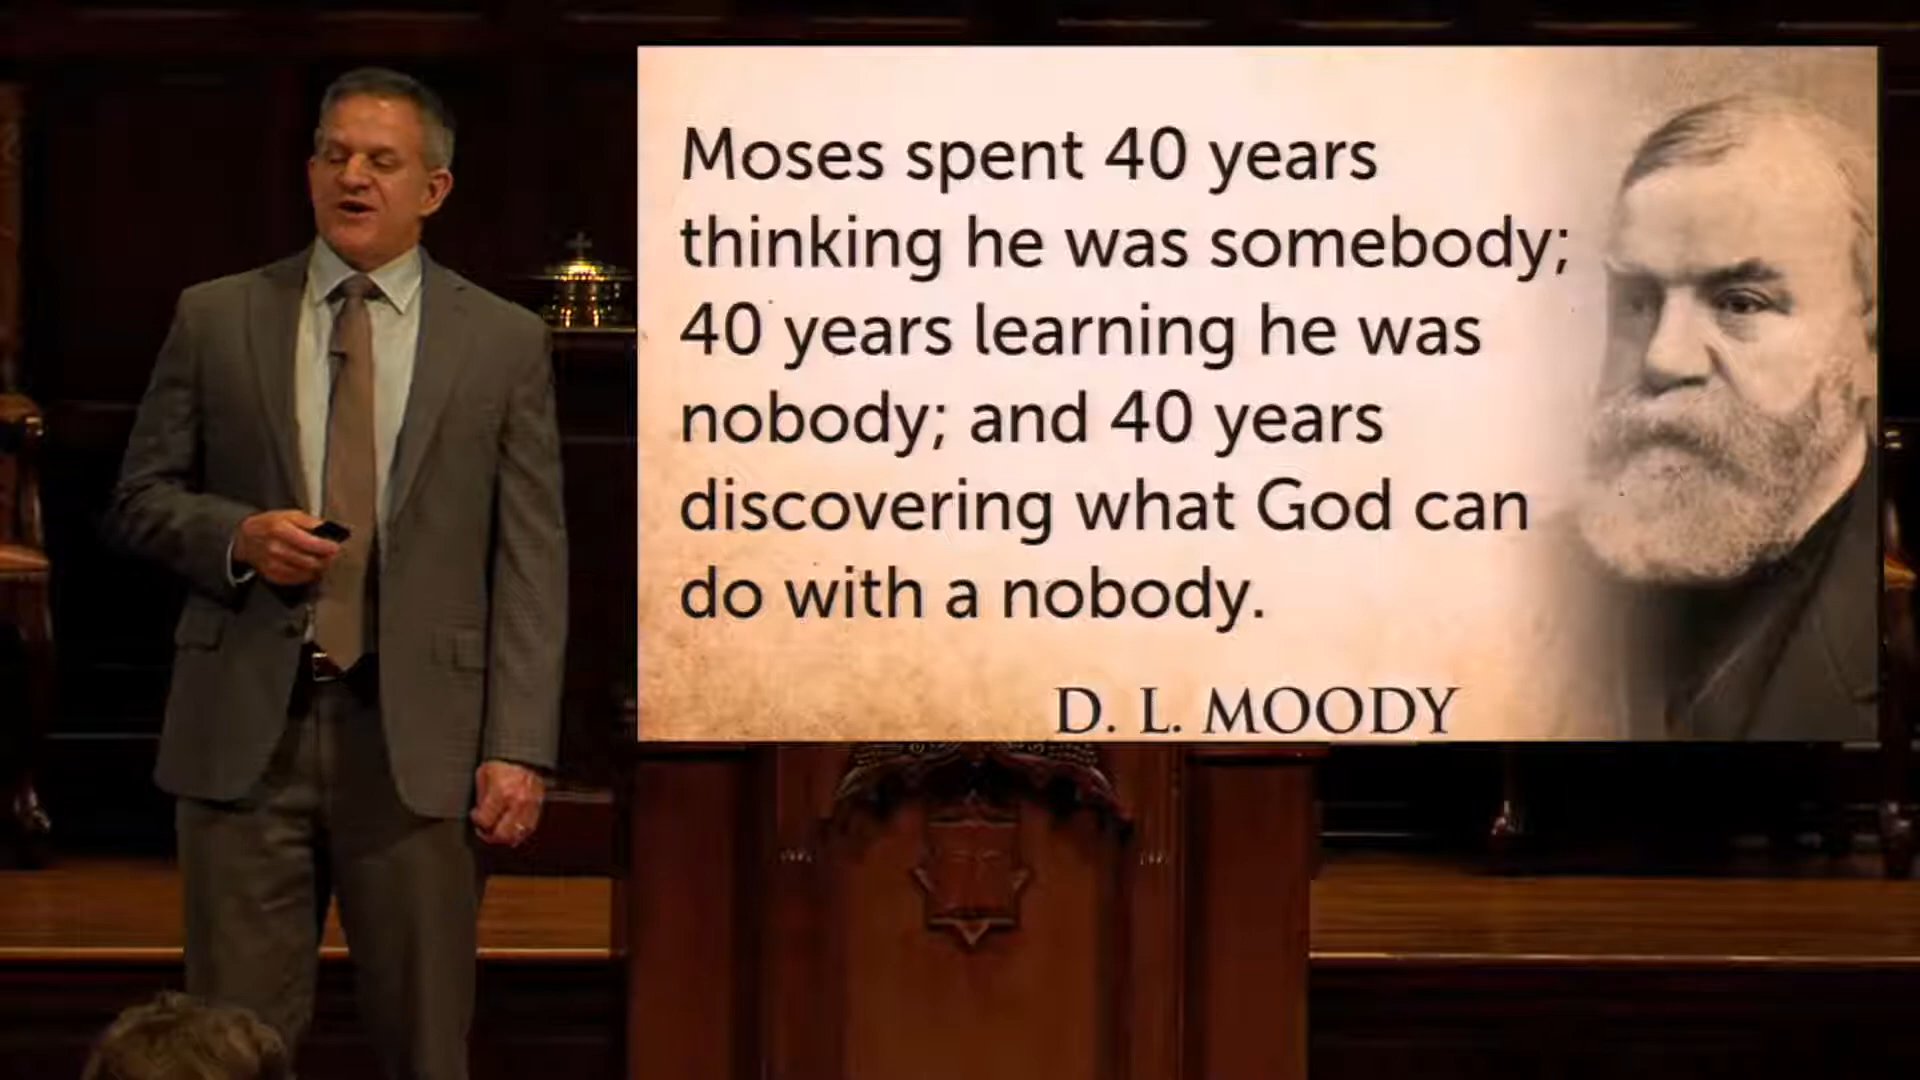 Moses spent 40 years
thinking he was somebody;
40 years learning he was
nobody; and 40 years
discovering what God can
do with a nobody.
D. L. MOODY